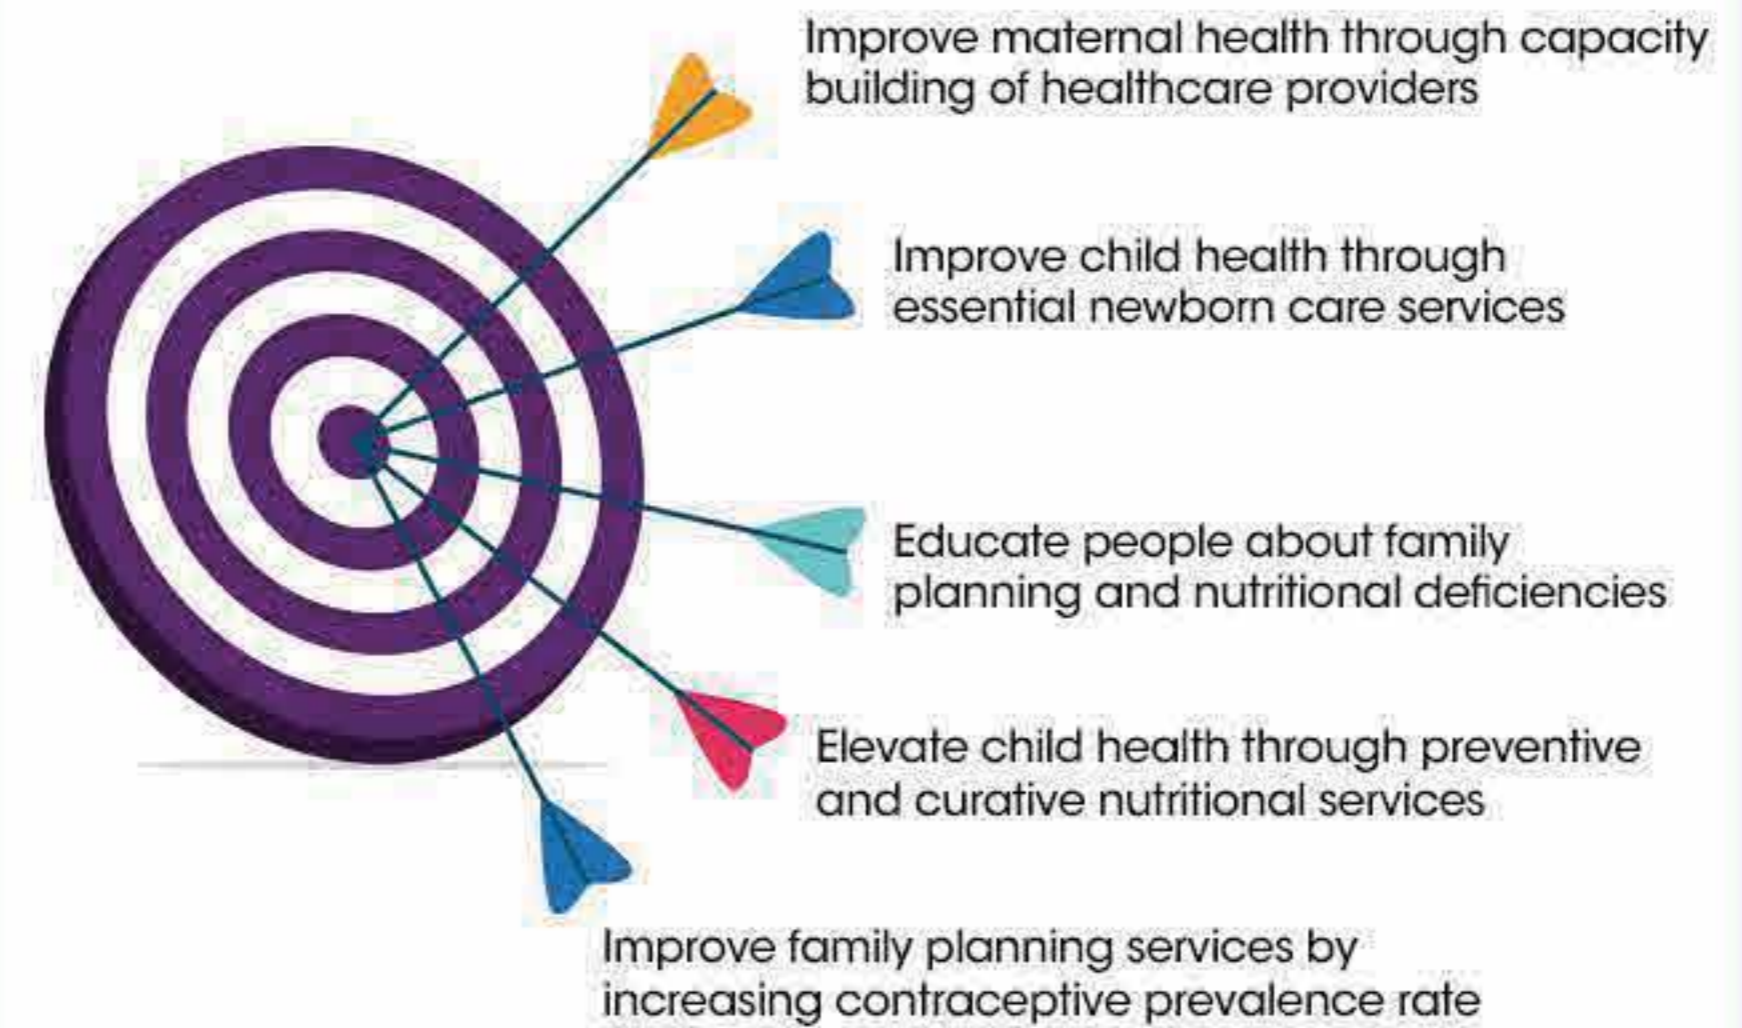 Improve maternal health through capacity
building of healthcare providers
Improve child health through
essential newborn care services
Educate people about family
planning and nutritional deficiencies
Elevate child health through preventive
and curative nutritional services
Improve family planning services by
increasing contraceptive prevalence rate